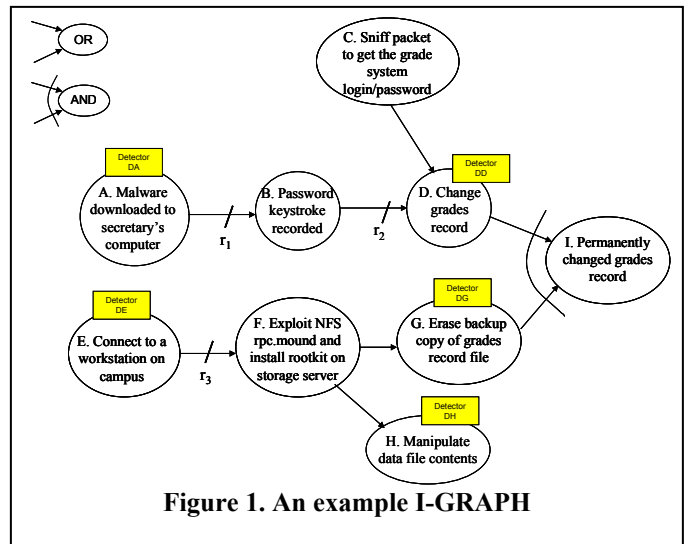 OR
AND
C. Sniff packet
to get the grade
system
login/password
Detector
DA
A. Malware
downloaded to
secretary's
computer
r1
B. Password
keystroke
recorded
r2
Detector
DD
D. Change
grades
record
I. Permanently
changed grades
record
Detector
DE
E. Connect to a
workstation on
campus
r3
F. Exploit NFS
rpc.mound and
install rootkit on
storage server
Detector
DG
G. Erase backup
copy of grades
record file
Detector
DH
H. Manipulate
data file contents
Figure 1. An example I-GRAPH